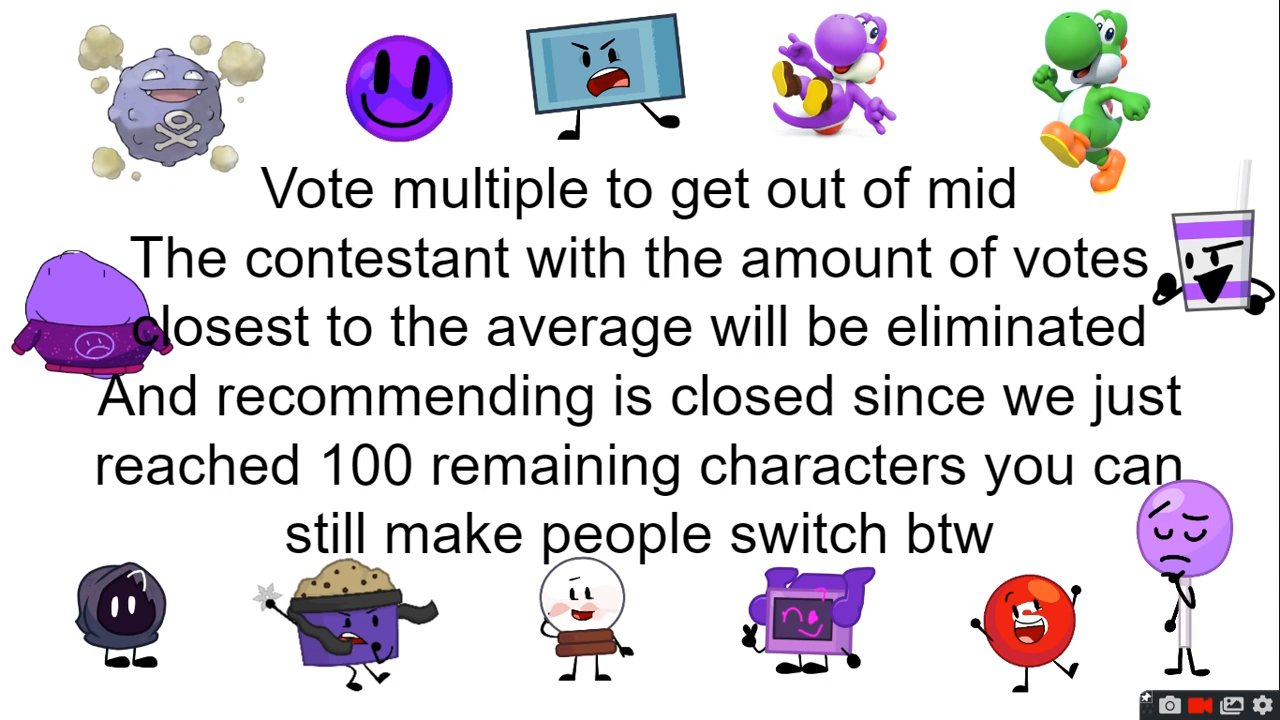 Vote multiple to get out of mid
The contestant with the amount of votes
closest to the average will be eliminated
And recommending is closed since we just
reached 100 remaining characters you can
still make people switch btw